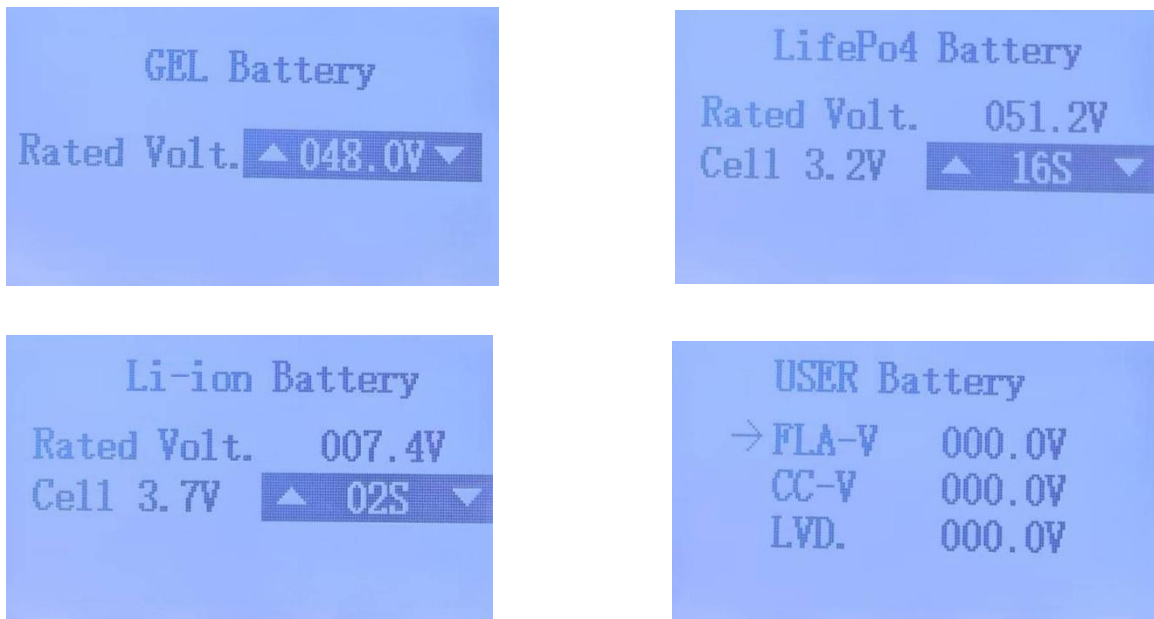 GEL Battery
Rated Volt. ▲ 048.0V ▼
LifePo4 Battery
Rated Volt. 051.2V
Cell 3.2V ▲ 16S ▼
Li-ion Battery
Rated Volt. 007.4V
Cell 3.7V ▲ 02S ▼
USER Battery
→ FLA-V 000.0V
CC-V 000.0V
LVD. 000.0V